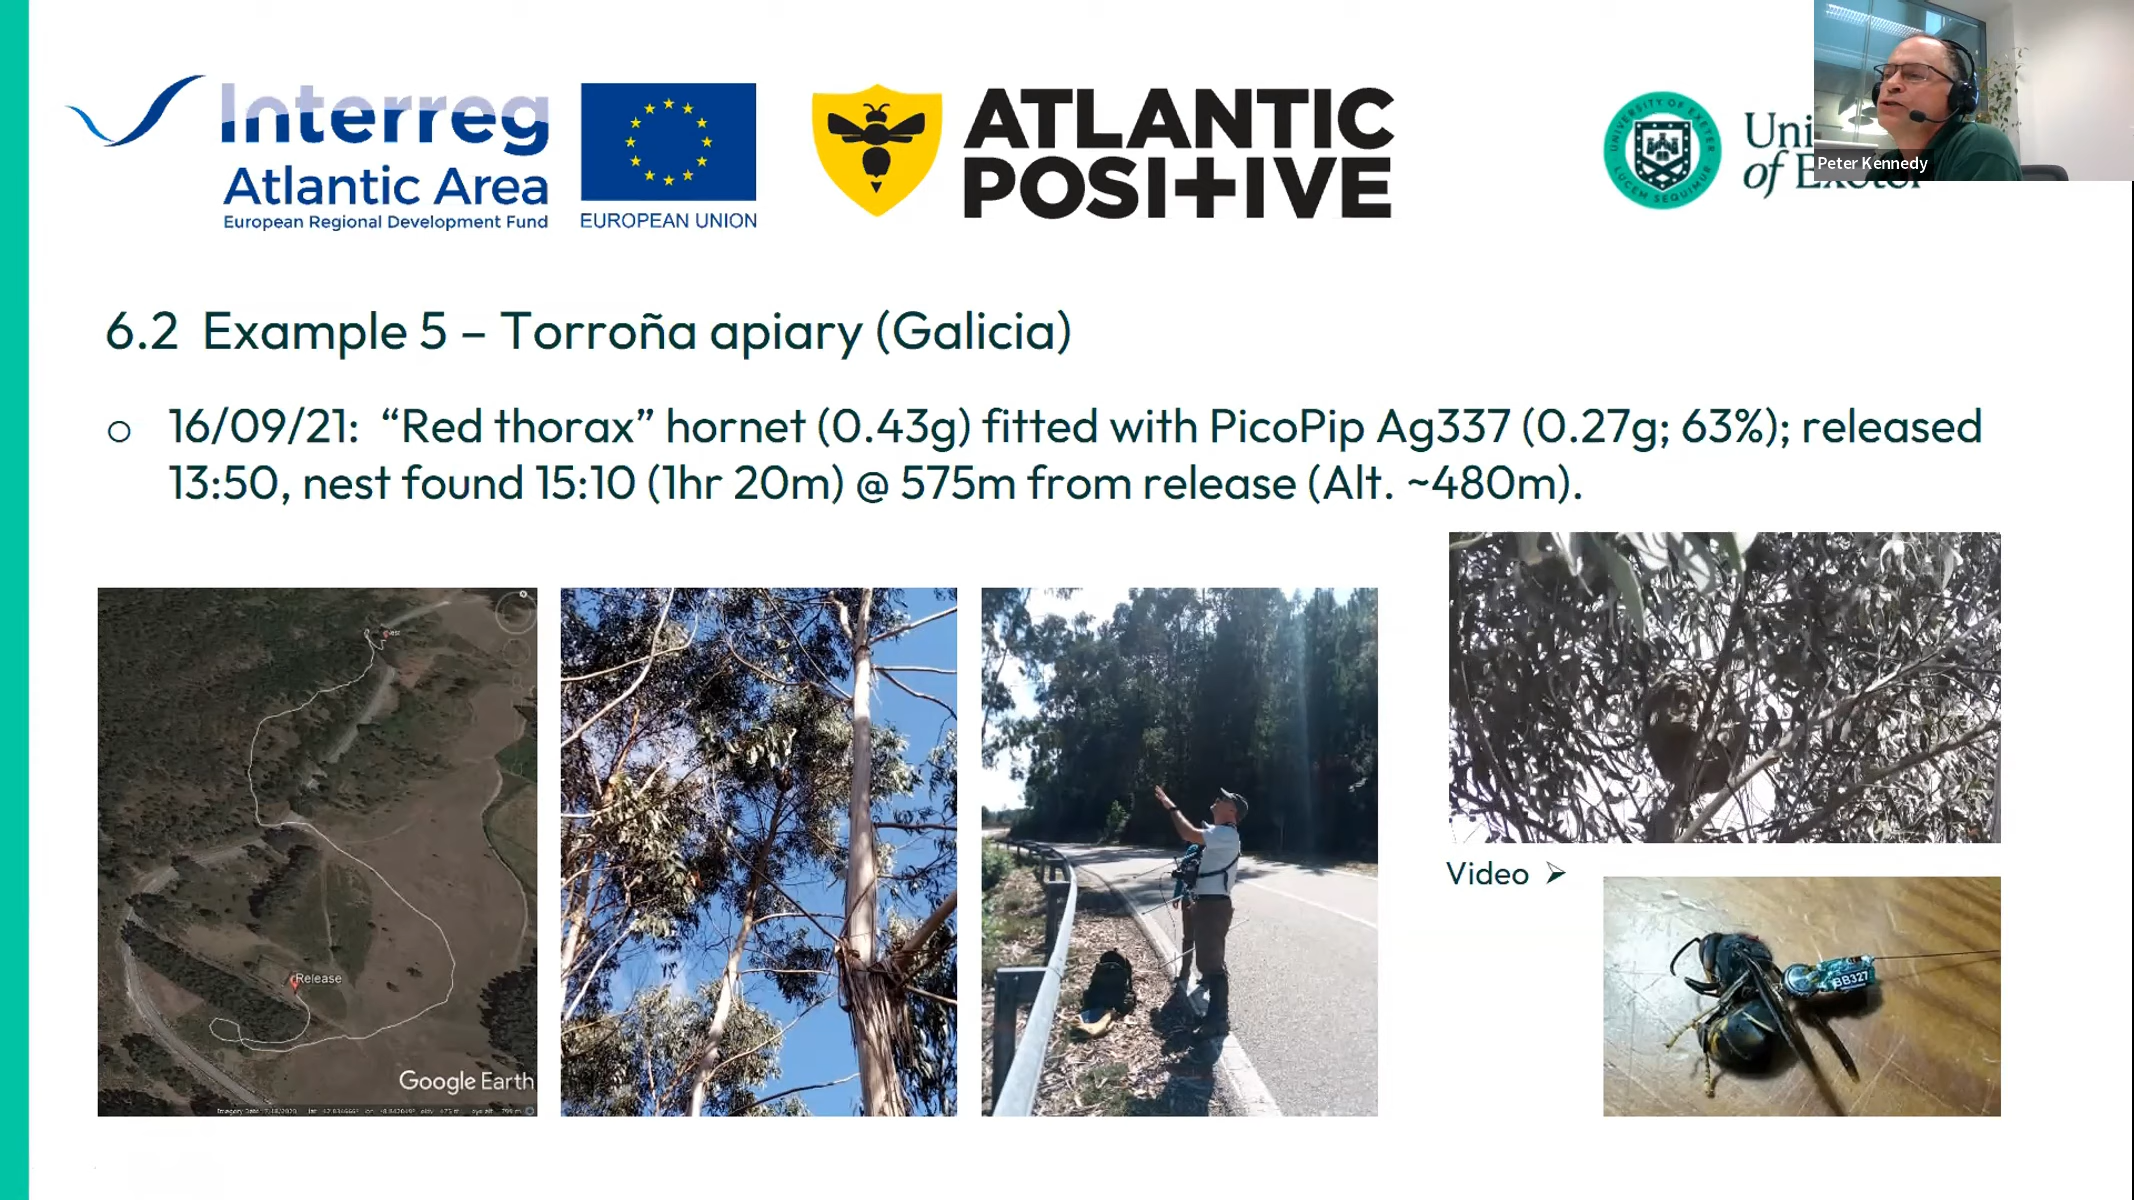 Interreg
Atlantic Area
European Regional Development Fund
EUROPEAN UNION
ATLANTIC
POSITIVE
UNIVERSITY OF EXETER
LUCEM SEQUIMUR
Uni
of Exeter
Peter Kennedy
6.2 Example 5 – Torroña apiary (Galicia)
○ 16/09/21: “Red thorax” hornet (0.43g) fitted with PicoPip Ag337 (0.27g; 63%); released
13:50, nest found 15:10 (1hr 20m) @ 575m from release (Alt. ~480m).
Release
Google Earth
Video ➢
BB327